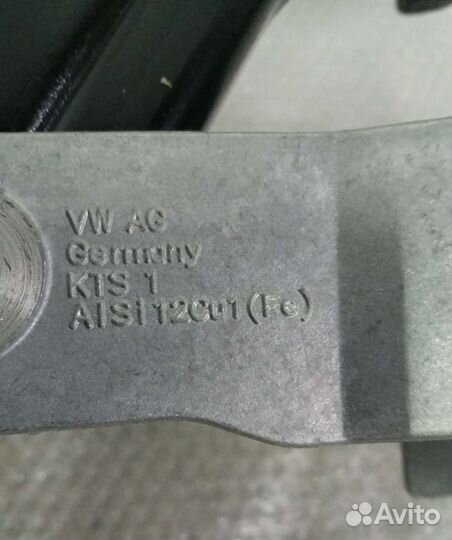 VW AG
Germany
KTS 1
AlSi12Cu1(Fe)
Avito